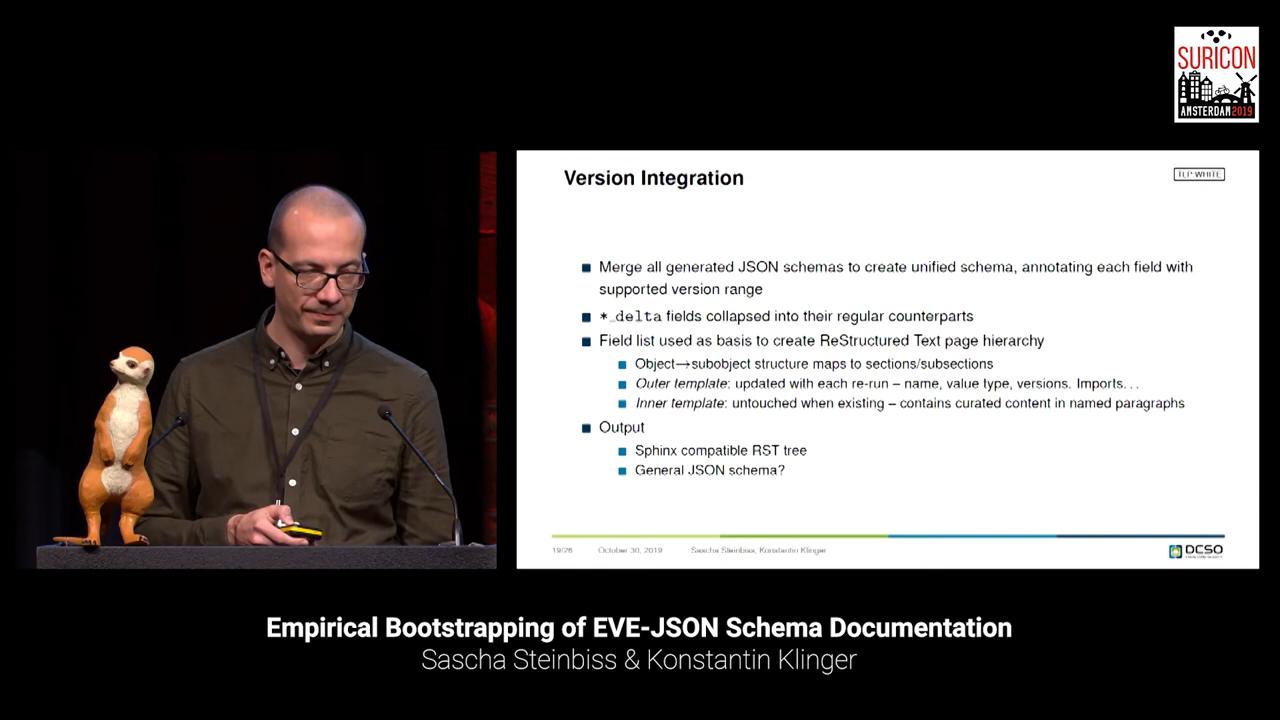 SURICON
AMSTERDAM2019
Version Integration
TLP:WHITE
Merge all generated JSON schemas to create unified schema, annotating each field with
supported version range
*_delta fields collapsed into their regular counterparts
Field list used as basis to create ReStructured Text page hierarchy
Object→subobject structure maps to sections/subsections
Outer template: updated with each re-run – name, value type, versions. Imports...
Inner template: untouched when existing – contains curated content in named paragraphs
Output
Sphinx compatible RST tree
General JSON schema?
19/26 October 30, 2019 Sascha Steinbiss, Konstantin Klinger
DCSO
Empirical Bootstrapping of EVE-JSON Schema Documentation
Sascha Steinbiss & Konstantin Klinger